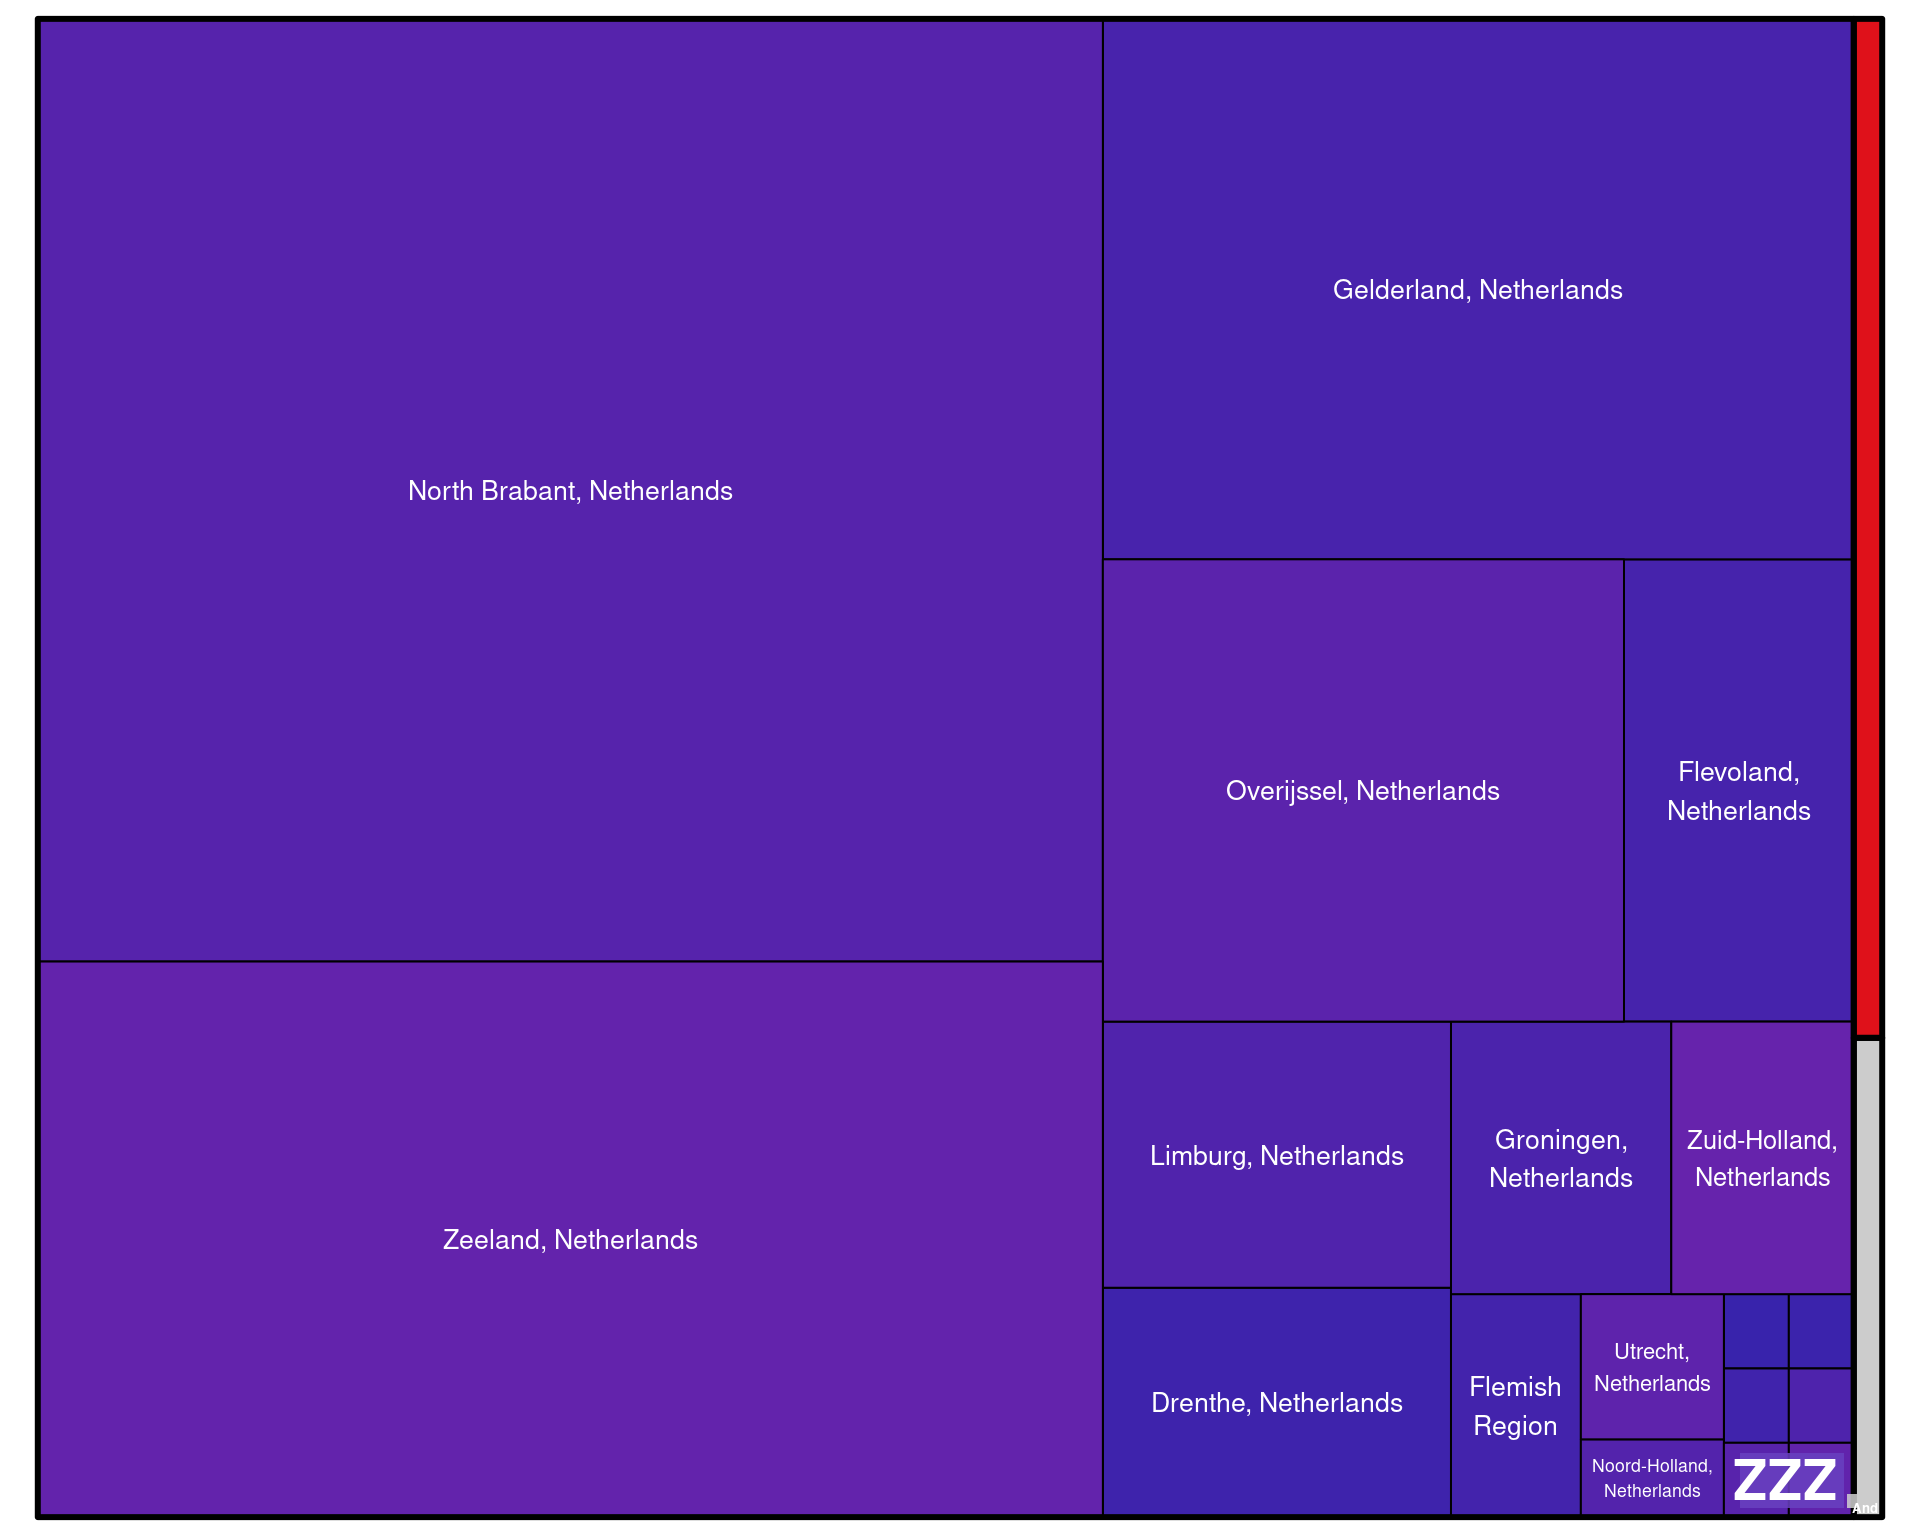 Gelderland, Netherlands
North Brabant, Netherlands
Overijssel, Netherlands
Flevoland,
Netherlands
Limburg, Netherlands
Groningen,
Netherlands
Zuid-Holland,
Netherlands
Zeeland, Netherlands
Drenthe, Netherlands
Flemish
Region
Utrecht,
Netherlands
Noord-Holland,
Netherlands
ZZZ
And